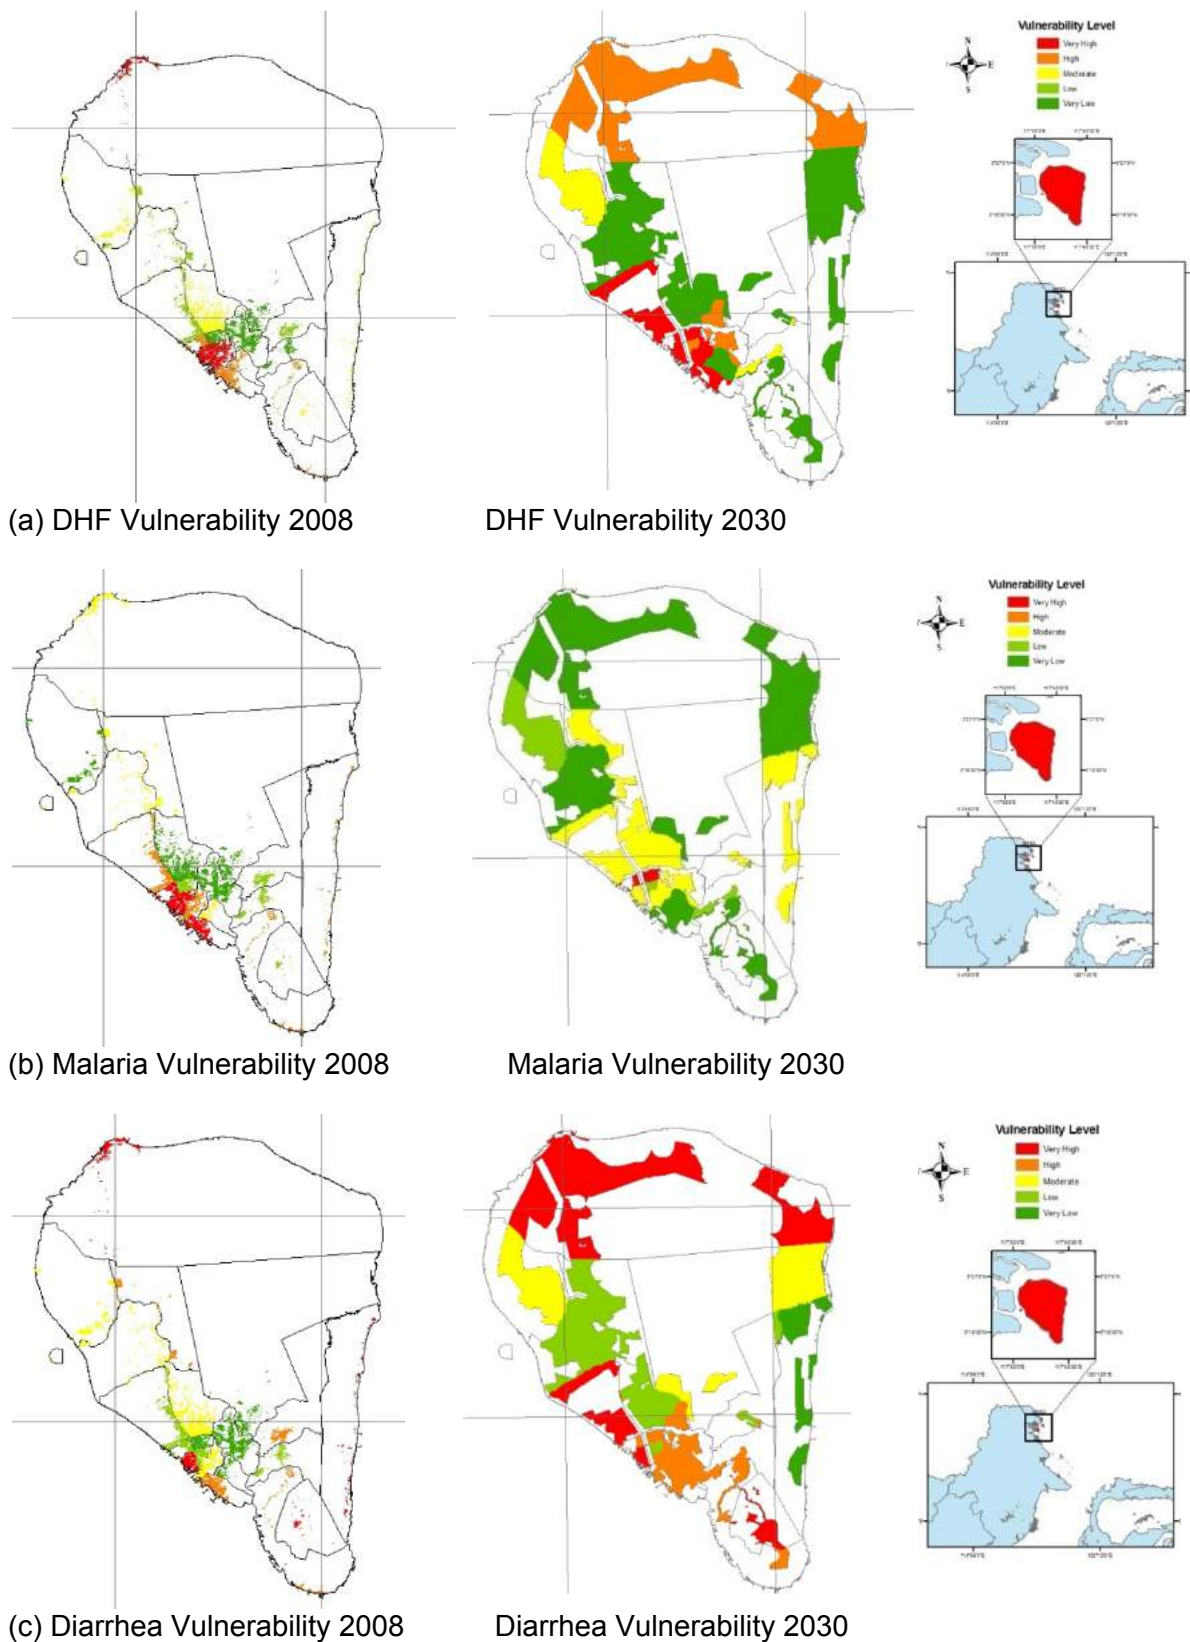 Vulnerability Level
N
E
S
Very High
High
Moderate
Low
Very Low
(a) DHF Vulnerability 2008
DHF Vulnerability 2030
Vulnerability Level
N
E
S
Very High
High
Moderate
Low
Very Low
(b) Malaria Vulnerability 2008
Malaria Vulnerability 2030
Vulnerability Level
N
E
S
Very High
High
Moderate
Low
Very Low
(c) Diarrhea Vulnerability 2008
Diarrhea Vulnerability 2030